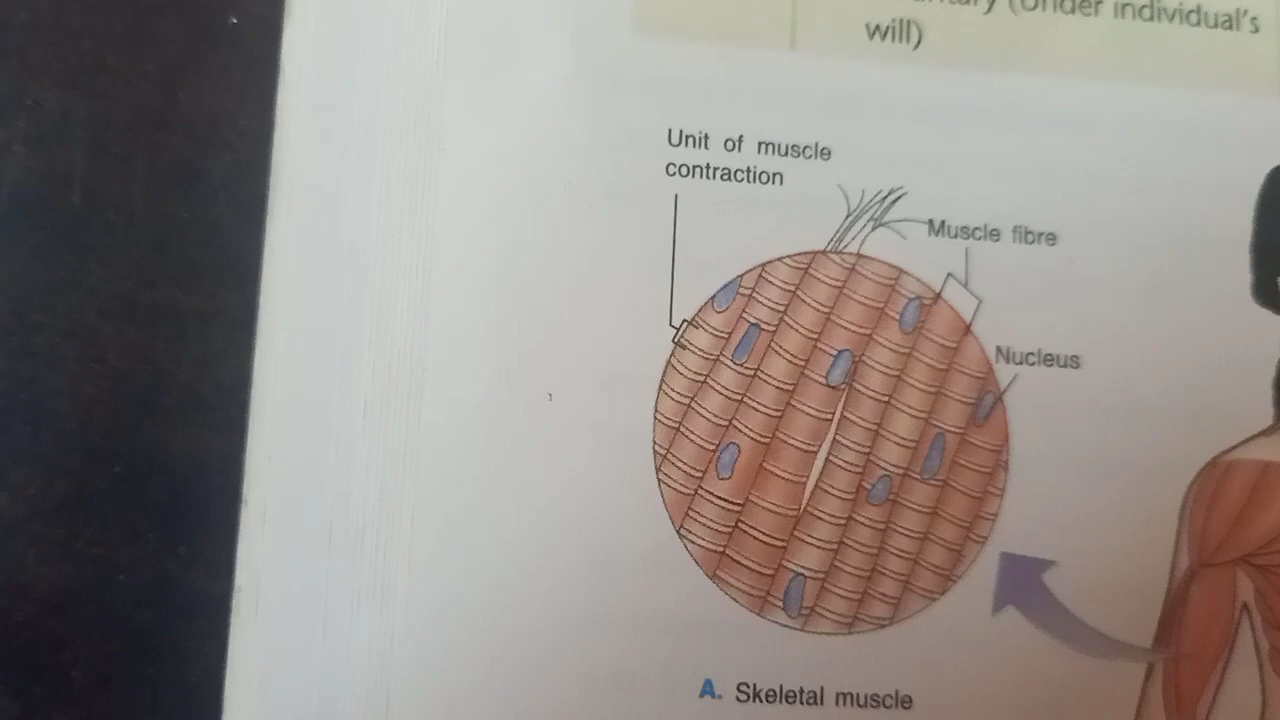 (Under individual's
will)
Unit of muscle
contraction
Muscle fibre
Nucleus
A. Skeletal muscle